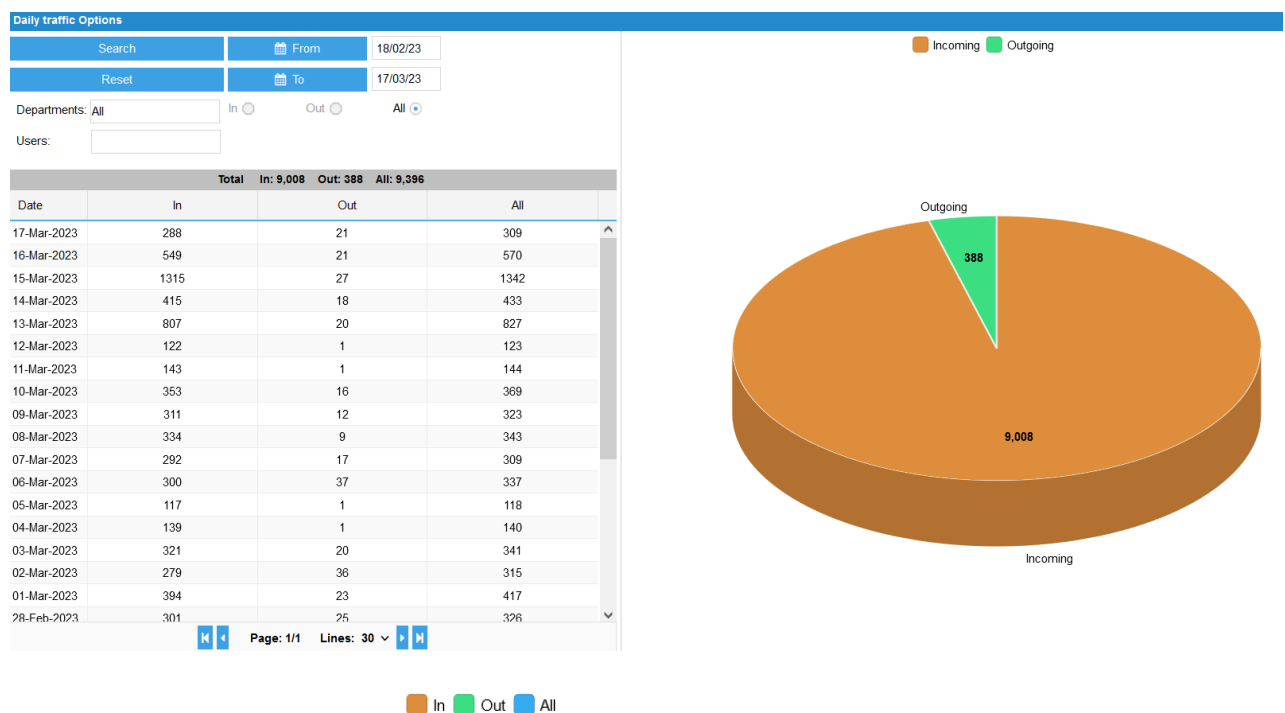 Daily traffic Options
Search From 18/02/23
Reset To 17/03/23
Departments: All In Out All
Users:
Total In: 9,008 Out: 388 All: 9,396
Date In Out All
17-Mar-2023 288 21 309
16-Mar-2023 549 21 570
15-Mar-2023 1315 27 1342
14-Mar-2023 415 18 433
13-Mar-2023 807 20 827
12-Mar-2023 122 1 123
11-Mar-2023 143 1 144
10-Mar-2023 353 16 369
09-Mar-2023 311 12 323
08-Mar-2023 334 9 343
07-Mar-2023 292 17 309
06-Mar-2023 300 37 337
05-Mar-2023 117 1 118
04-Mar-2023 139 1 140
03-Mar-2023 321 20 341
02-Mar-2023 279 36 315
01-Mar-2023 394 23 417
28-Feb-2023 301 25 326
Page: 1/1 Lines: 30
Incoming Outgoing
Outgoing
388
9,008
Incoming
In Out All